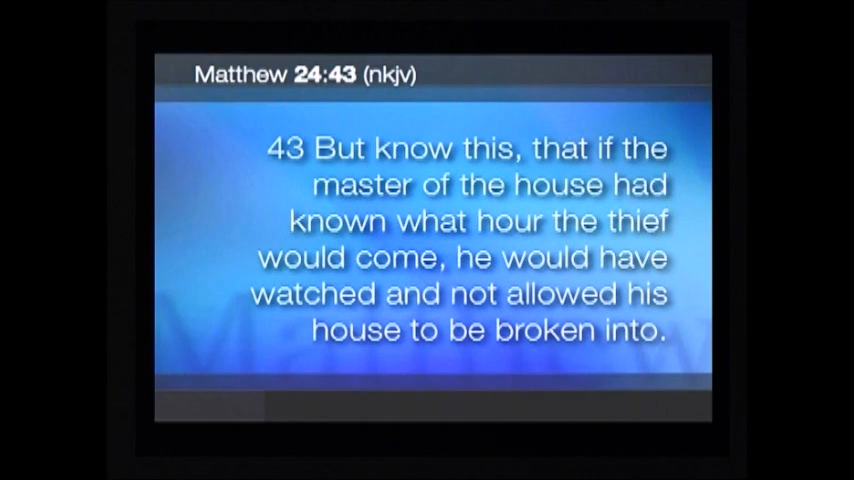 Matthew 24:43 (nkjv)
43 But know this, that if the
master of the house had
known what hour the thief
would come, he would have
watched and not allowed his
house to be broken into.
Matthew